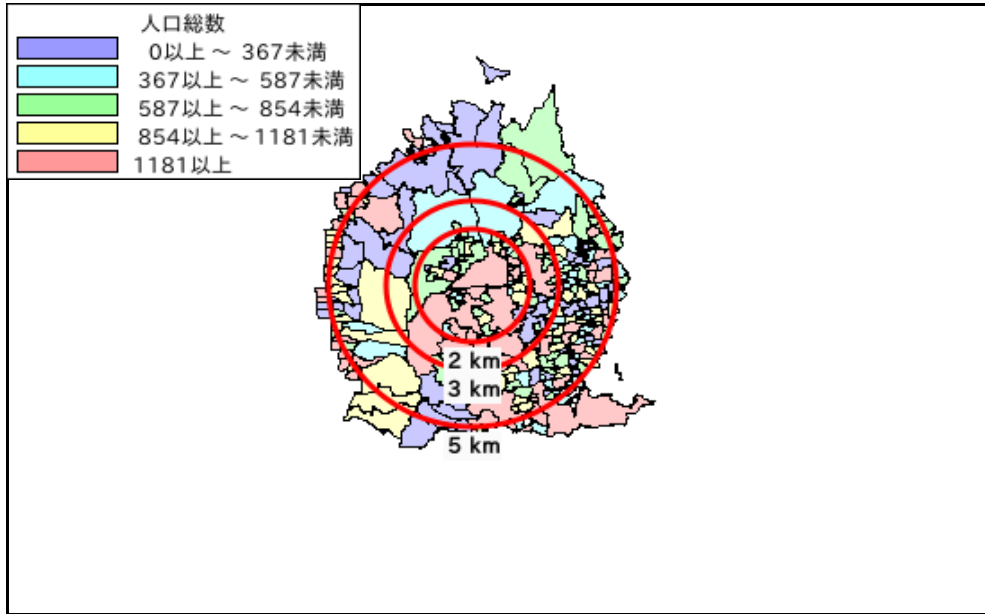 人口総数
0以上 ～ 367未満
367以上 ～ 587未満
587以上 ～ 854未満
854以上 ～ 1181未満
1181以上
2 km
3 km
5 km